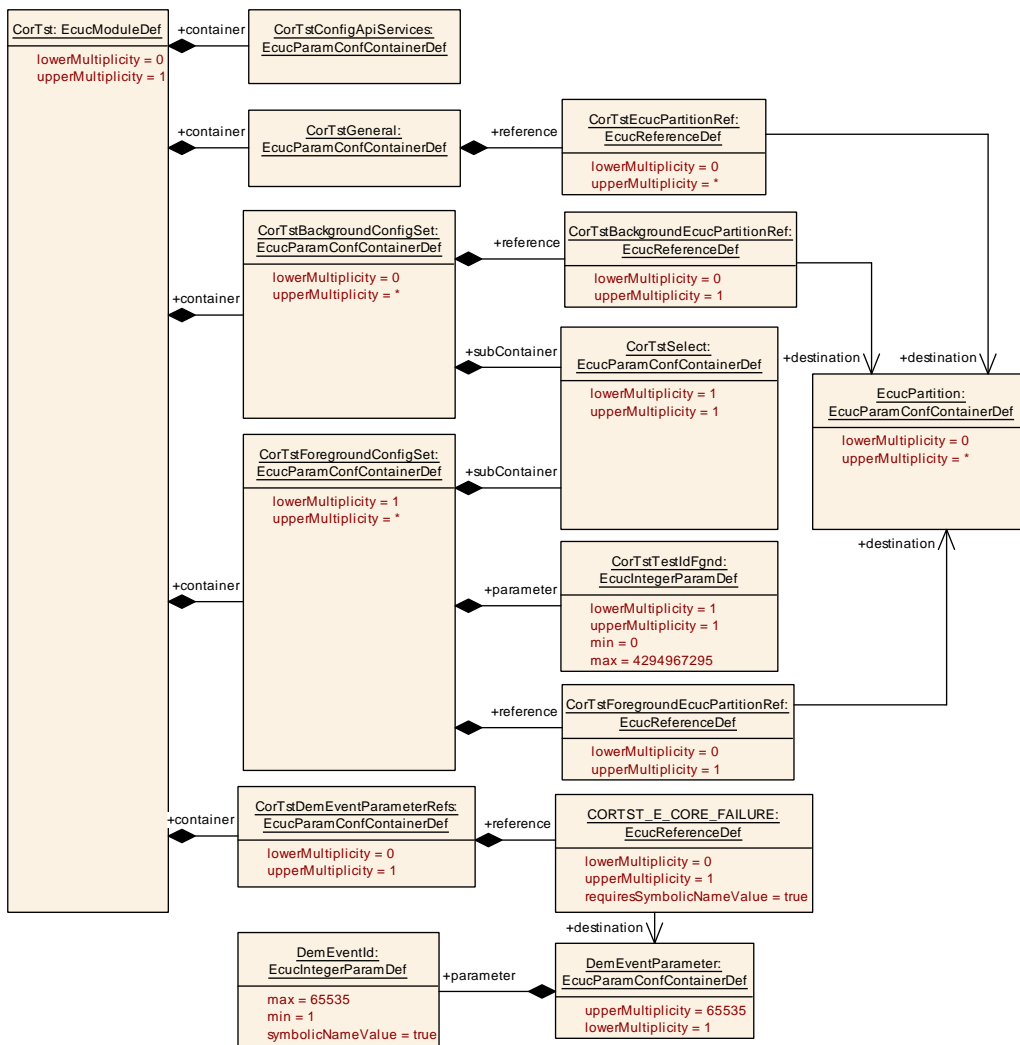 CorTst: EcucModuleDef
lowerMultiplicity = 0
upperMultiplicity = 1
+container
CorTstConfigApiServices:
EcucParamConfContainerDef
+container
CorTstGeneral:
EcucParamConfContainerDef
+reference
CorTstEcucPartitionRef:
EcucReferenceDef
lowerMultiplicity = 0
upperMultiplicity = *
+container
CorTstBackgroundConfigSet:
EcucParamConfContainerDef
lowerMultiplicity = 0
upperMultiplicity = *
+reference
CorTstBackgroundEcucPartitionRef:
EcucReferenceDef
lowerMultiplicity = 0
upperMultiplicity = 1
+subContainer
CorTstSelect:
EcucParamConfContainerDef
lowerMultiplicity = 1
upperMultiplicity = 1
+destination
+destination
EcucPartition:
EcucParamConfContainerDef
lowerMultiplicity = 0
upperMultiplicity = *
+destination
+container
CorTstForegroundConfigSet:
EcucParamConfContainerDef
lowerMultiplicity = 1
upperMultiplicity = *
+subContainer
+parameter
CorTstTestIdFgnd:
EcucIntegerParamDef
lowerMultiplicity = 1
upperMultiplicity = 1
min = 0
max = 4294967295
+reference
CorTstForegroundEcucPartitionRef:
EcucReferenceDef
lowerMultiplicity = 0
upperMultiplicity = 1
+container
CorTstDemEventParameterRefs:
EcucParamConfContainerDef
lowerMultiplicity = 0
upperMultiplicity = 1
+reference
CORTST_E_CORE_FAILURE:
EcucReferenceDef
lowerMultiplicity = 0
upperMultiplicity = 1
requiresSymbolicNameValue = true
+destination
DemEventId:
EcucIntegerParamDef
max = 65535
min = 1
symbolicNameValue = true
+parameter
DemEventParameter:
EcucParamConfContainerDef
upperMultiplicity = 65535
lowerMultiplicity = 1